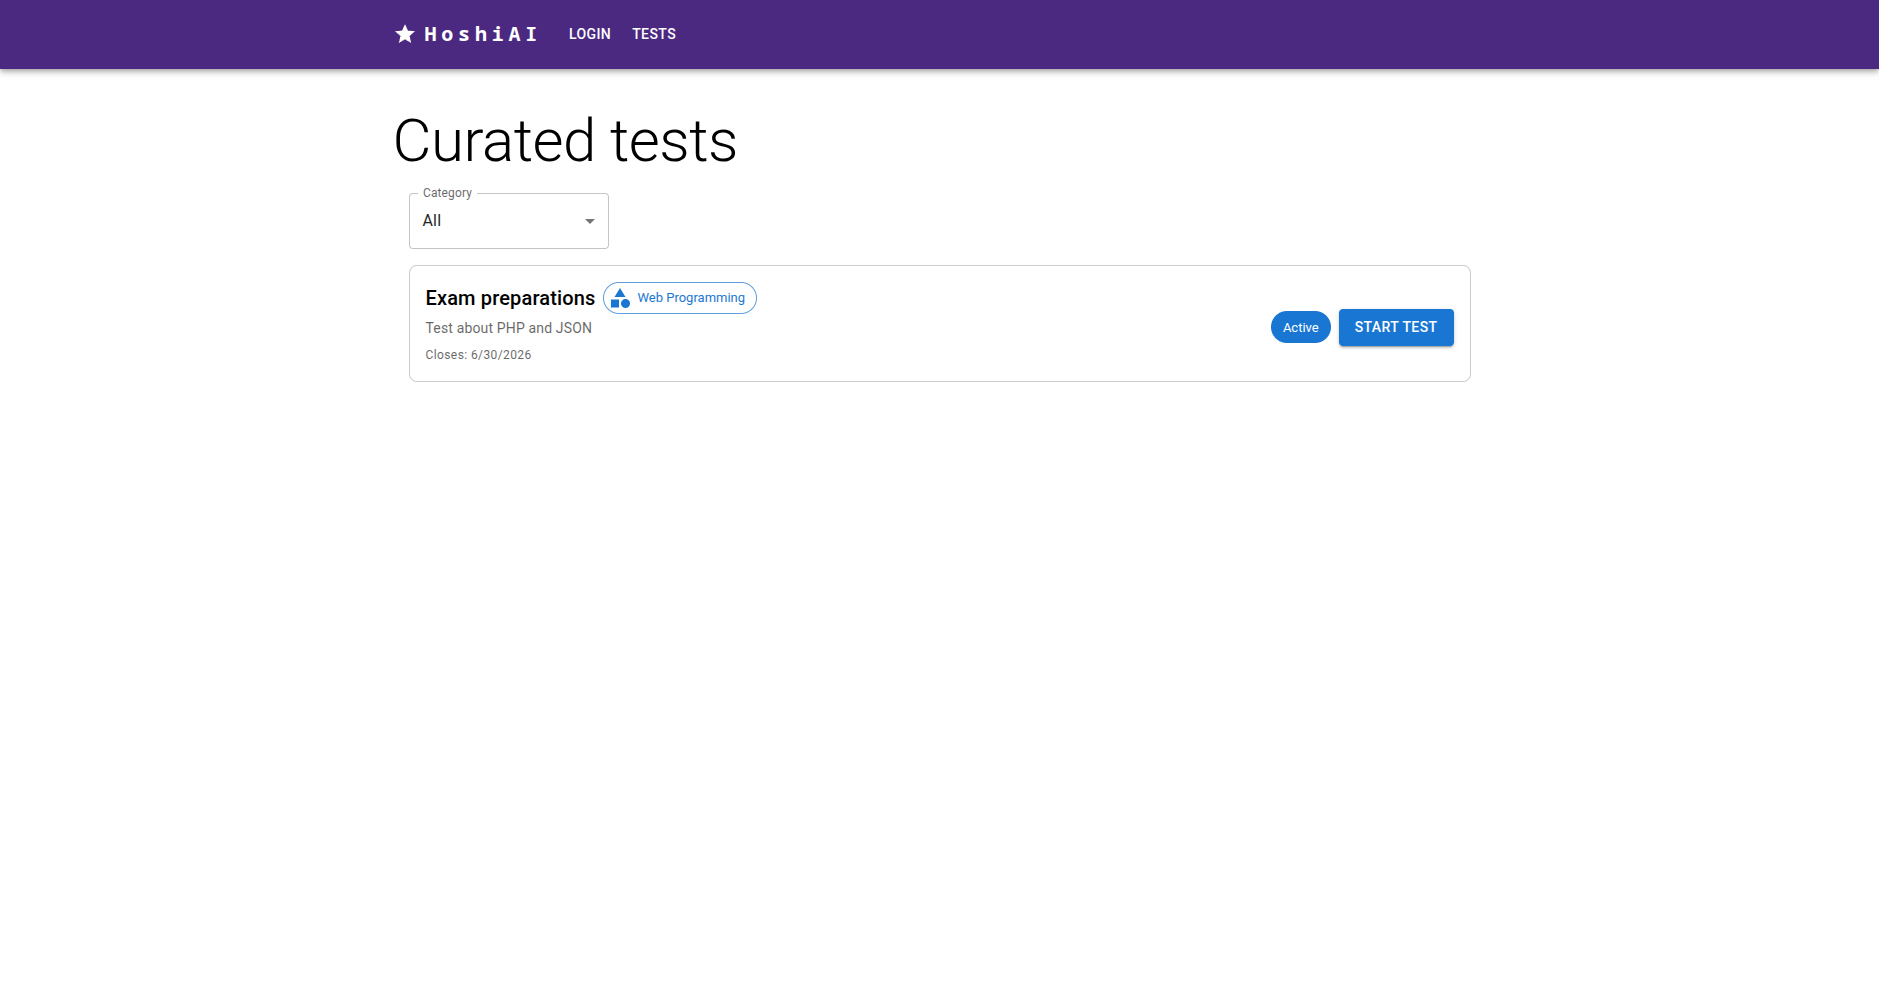 HoshiAI LOGIN TESTS
Curated tests
Category
All
Exam preparations Web Programming
Test about PHP and JSON
Closes: 6/30/2026
Active START TEST